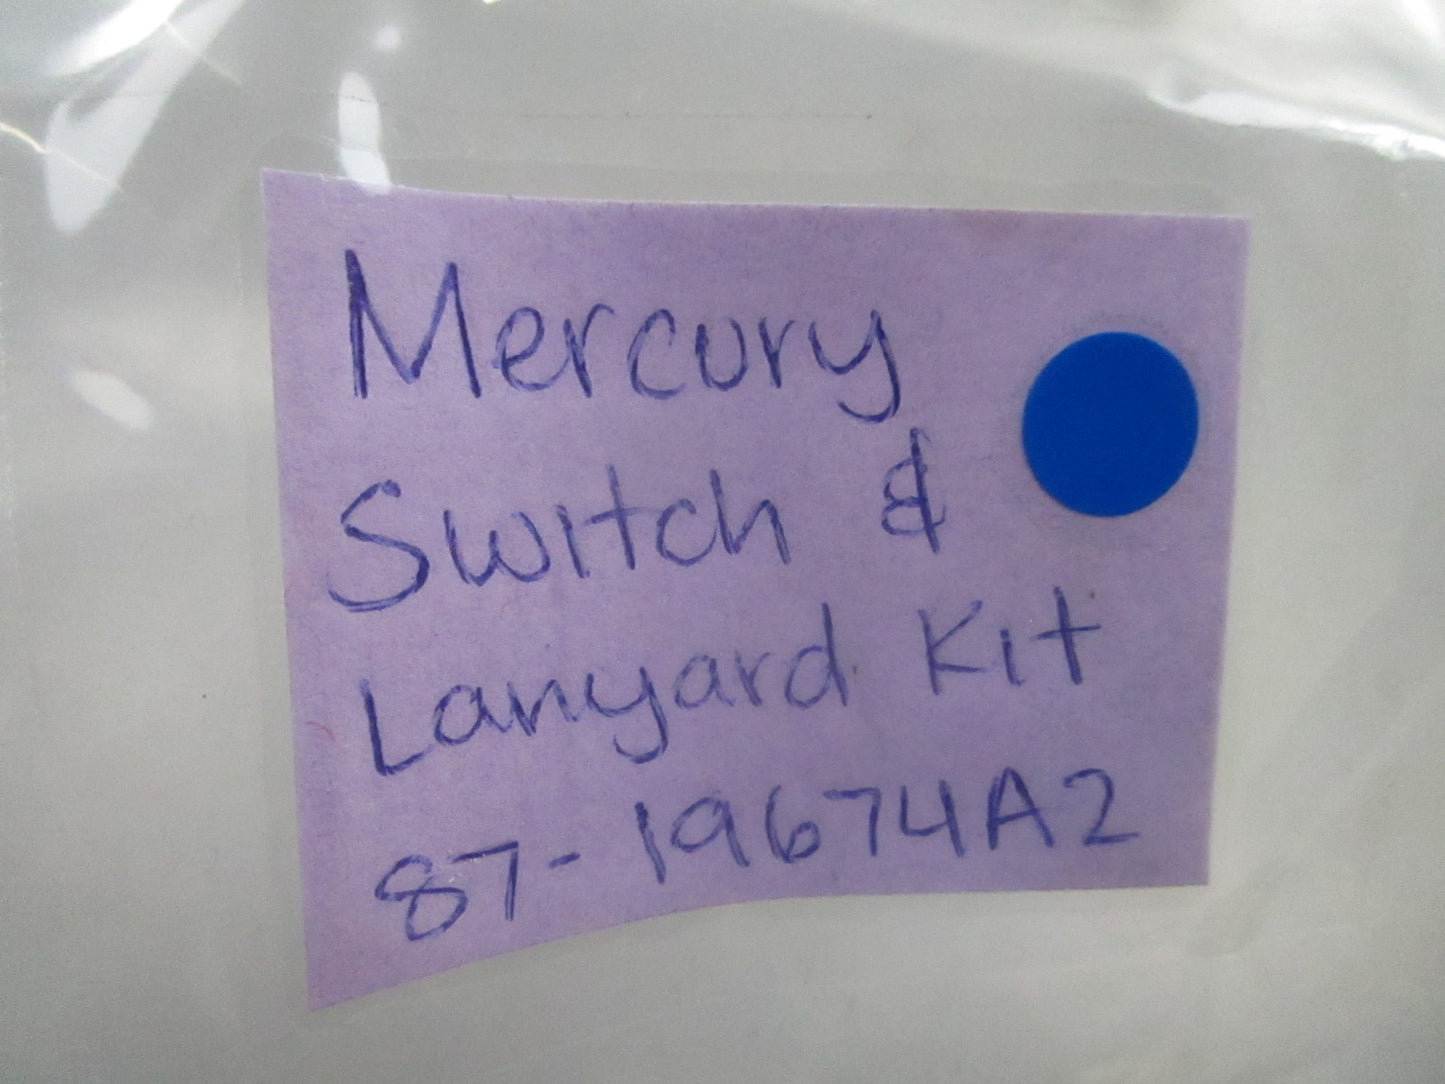 Mercury
Switch &
Lanyard Kit
87-19674A2